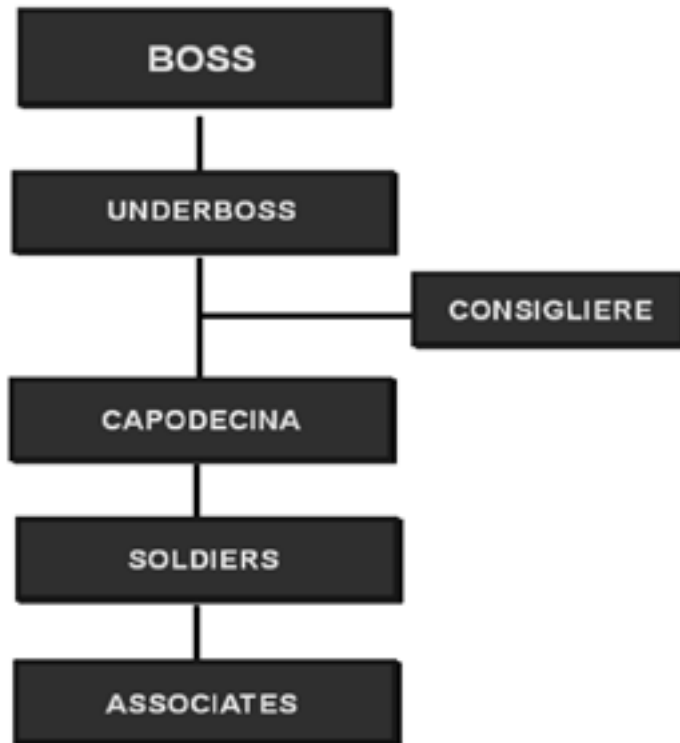 BOSS
UNDERBOSS
CONSIGLIERE
CAPODECINA
SOLDIERS
ASSOCIATES